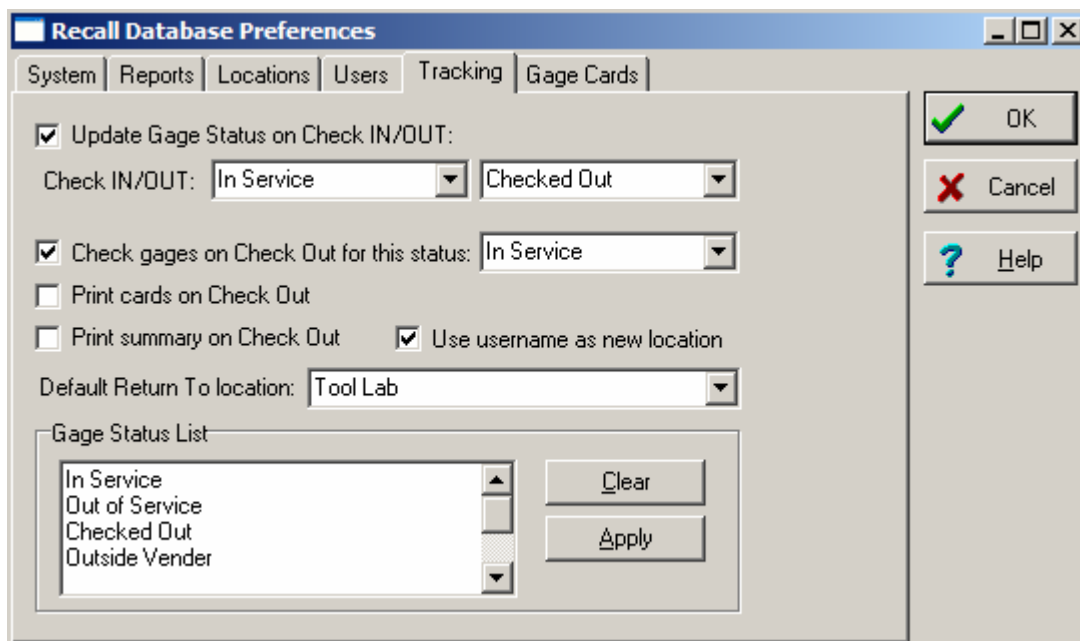 Recall Database Preferences
System Reports Locations Users Tracking Gage Cards
Update Gage Status on Check IN/OUT:
Check IN/OUT: In Service Checked Out
Check gages on Check Out for this status: In Service
Print cards on Check Out
Print summary on Check Out Use username as new location
Default Return To location: Tool Lab
Gage Status List
In Service
Out of Service
Checked Out
Outside Vender
Clear
Apply
OK
Cancel
? Help